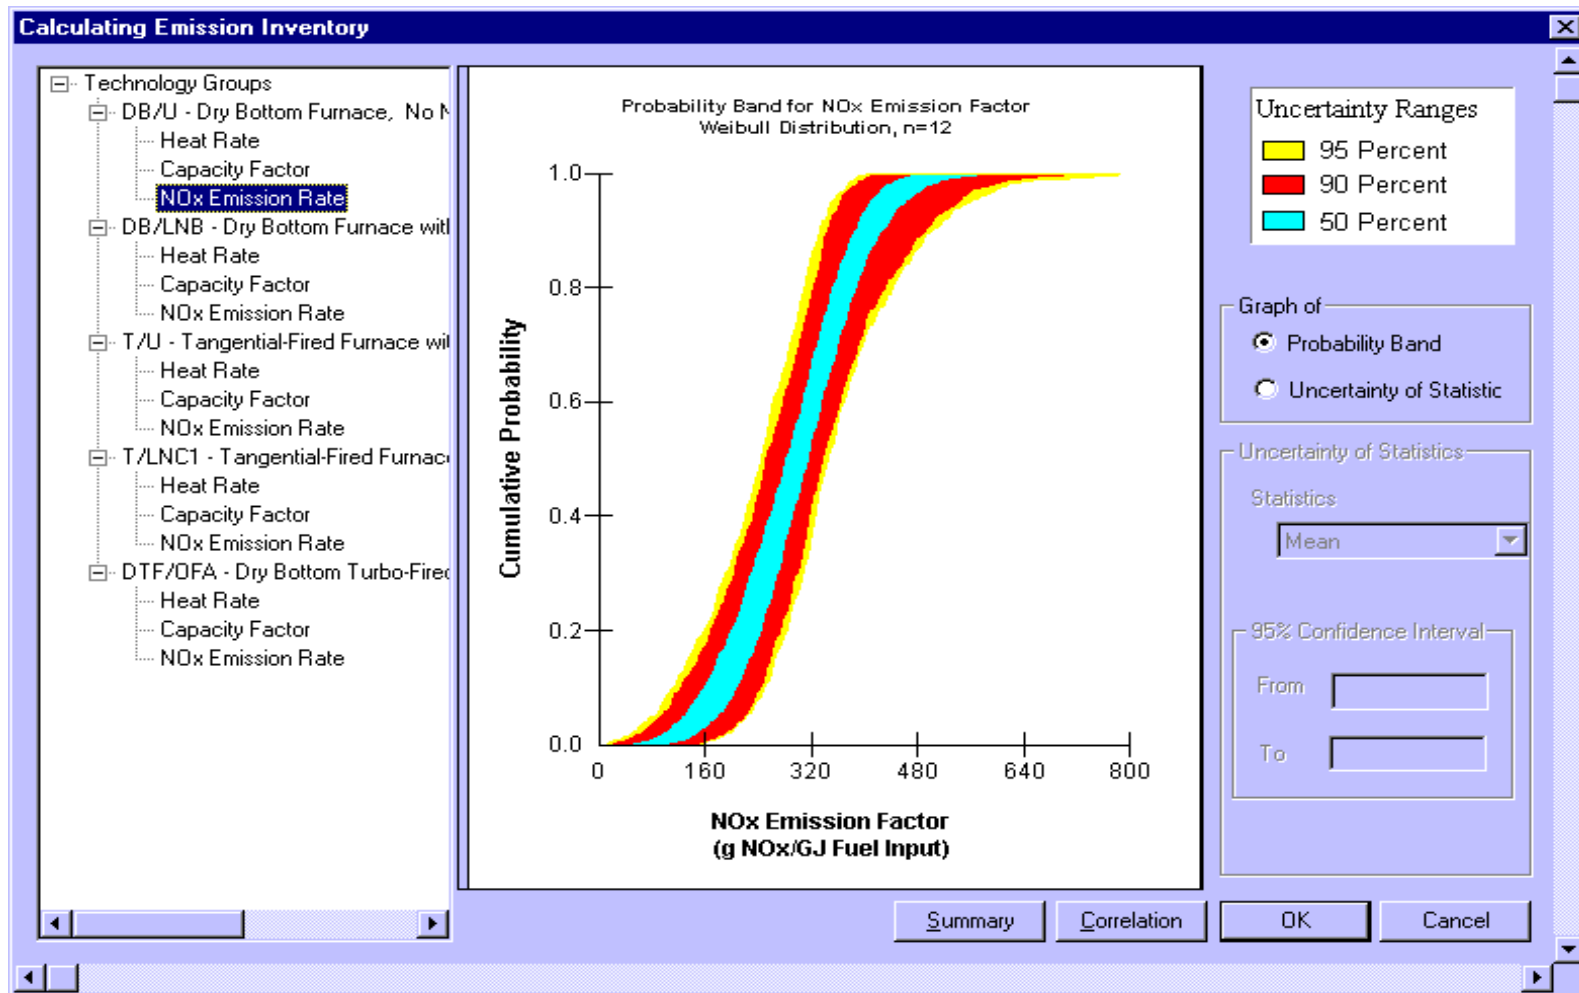 Calculating Emission Inventory
Technology Groups
DB/U - Dry Bottom Furnace, No N
Heat Rate
Capacity Factor
NOx Emission Rate
DB/LNB - Dry Bottom Furnace with
Heat Rate
Capacity Factor
NOx Emission Rate
T/U - Tangential-Fired Furnace wi
Heat Rate
Capacity Factor
NOx Emission Rate
T/LNC1 - Tangential-Fired Furnac
Heat Rate
Capacity Factor
NOx Emission Rate
DTF/OFA - Dry Bottom Turbo-Fired
Heat Rate
Capacity Factor
NOx Emission Rate
Probability Band for NOx Emission Factor
Weibull Distribution, n=12
Cumulative Probability
1.0
0.8
0.6
0.4
0.2
0.0
0 160 320 480 640 800
NOx Emission Factor
(g NOx/GJ Fuel Input)
Uncertainty Ranges
95 Percent
90 Percent
50 Percent
Graph of
Probability Band
Uncertainty of Statistic
Uncertainty of Statistics
Statistics
Mean
95% Confidence Interval
From
To
Summary
Correlation
OK
Cancel